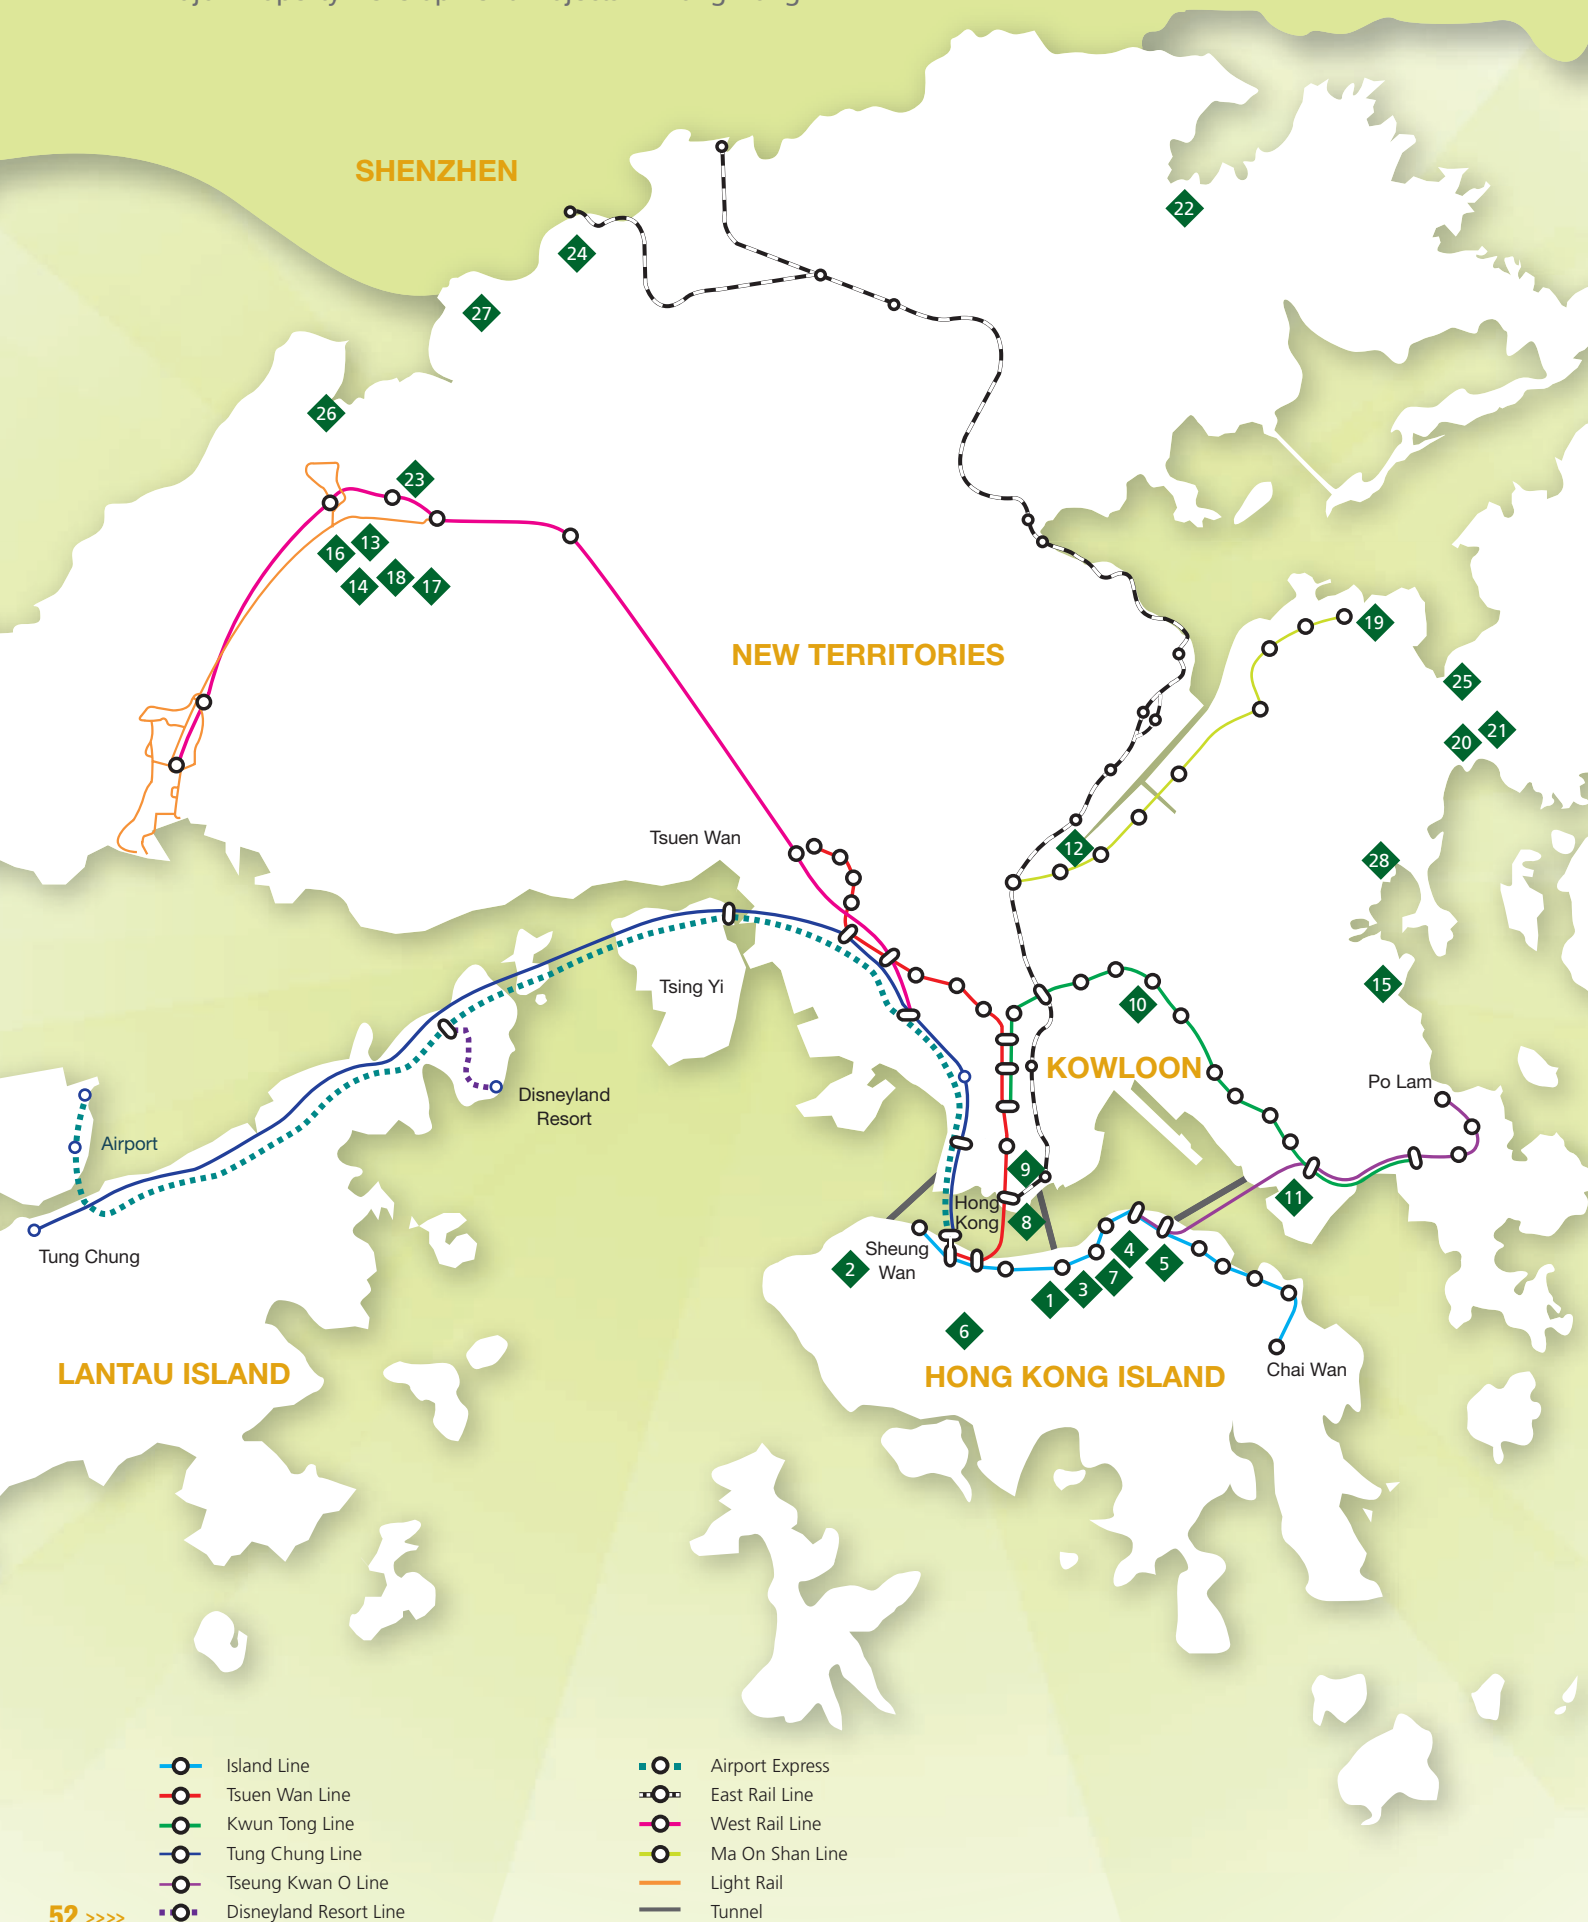 SHENZHEN
22
24
27
26
23
16
13
14
18
17
NEW TERRITORIES
19
25
20
21
Tsuen Wan
12
28
Tsing Yi
15
10
KOWLOON
Po Lam
Disneyland
Resort
Airport
9
11
Hong
Kong
8
Tung Chung
Sheung
Wan
2
4
5
7
3
1
6
LANTAU ISLAND
HONG KONG ISLAND
Chai Wan
Island Line
Tsuen Wan Line
Kwun Tong Line
Tung Chung Line
Tseung Kwan O Line
Disneyland Resort Line
Airport Express
East Rail Line
West Rail Line
Ma On Shan Line
Light Rail
Tunnel
52 >>>>